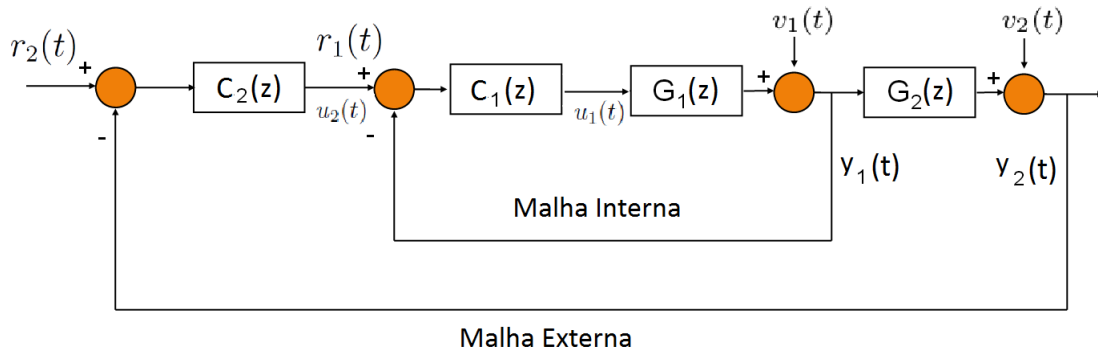 r₂(t)
+
-
C₂(z)
r₁(t)
u₂(t)
+
-
C₁(z)
u₁(t)
G₁(z)
v₁(t)
+
y₁(t)
G₂(z)
v₂(t)
+
y₂(t)
Malha Interna
Malha Externa